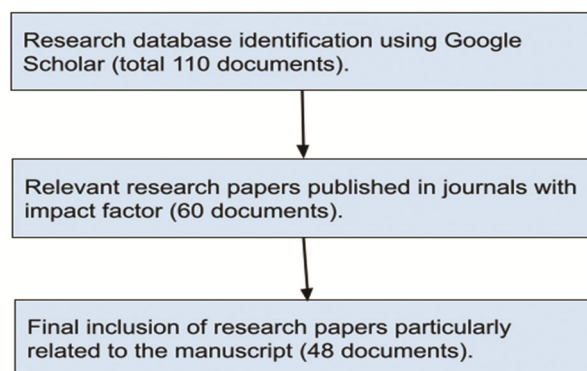 Research database identification using Google
Scholar (total 110 documents).
Relevant research papers published in journals with
impact factor (60 documents).
Final inclusion of research papers particularly
related to the manuscript (48 documents).